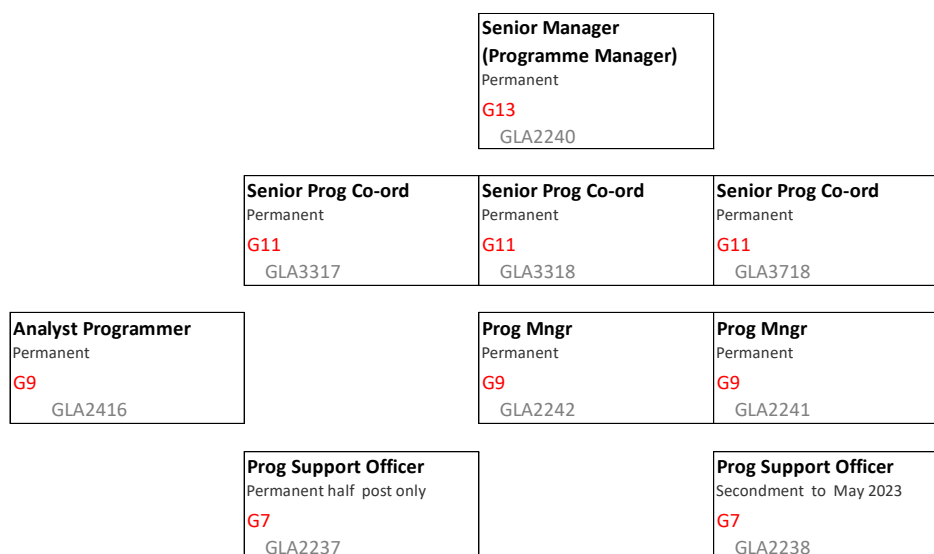 Senior Manager
(Programme Manager)
Permanent
G13
GLA2240
Senior Prog Co-ord
Permanent
G11
GLA3317
Senior Prog Co-ord
Permanent
G11
GLA3318
Senior Prog Co-ord
Permanent
G11
GLA3718
Analyst Programmer
Permanent
G9
GLA2416
Prog Mngr
Permanent
G9
GLA2242
Prog Mngr
Permanent
G9
GLA2241
Prog Support Officer
Permanent half post only
G7
GLA2237
Prog Support Officer
Secondment to May 2023
G7
GLA2238